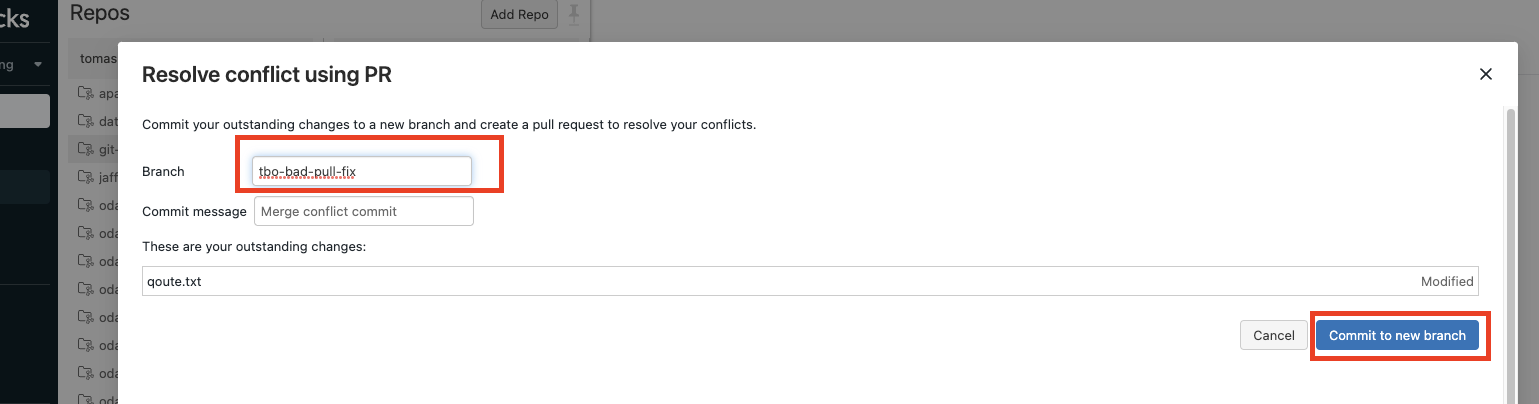 cks
Repos
Add Repo
ng
tomas
Resolve conflict using PR
apa
dat
Commit your outstanding changes to a new branch and create a pull request to resolve your conflicts.
git-
Branch
tbo-bad-pull-fix
jaff
oda
Commit message
Merge conflict commit
oda
These are your outstanding changes:
oda
qoute.txt
Modified
oda
oda
Cancel
Commit to new branch
oda
oda
oda